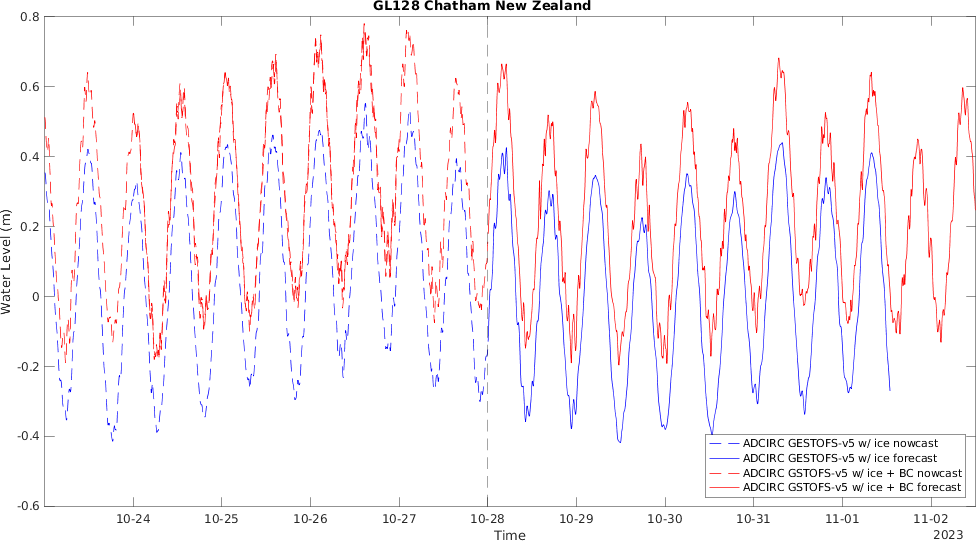 GL128 Chatham New Zealand
0.8
0.6
0.4
0.2
0
-0.2
-0.4
-0.6
Water Level (m)
10-24
10-25
10-26
10-27
10-28
10-29
10-30
10-31
11-01
11-02
Time
2023
ADCIRC GESTOFS-v5 w/ ice nowcast
ADCIRC GESTOFS-v5 w/ ice forecast
ADCIRC GSTOFS-v5 w/ ice + BC nowcast
ADCIRC GSTOFS-v5 w/ ice + BC forecast